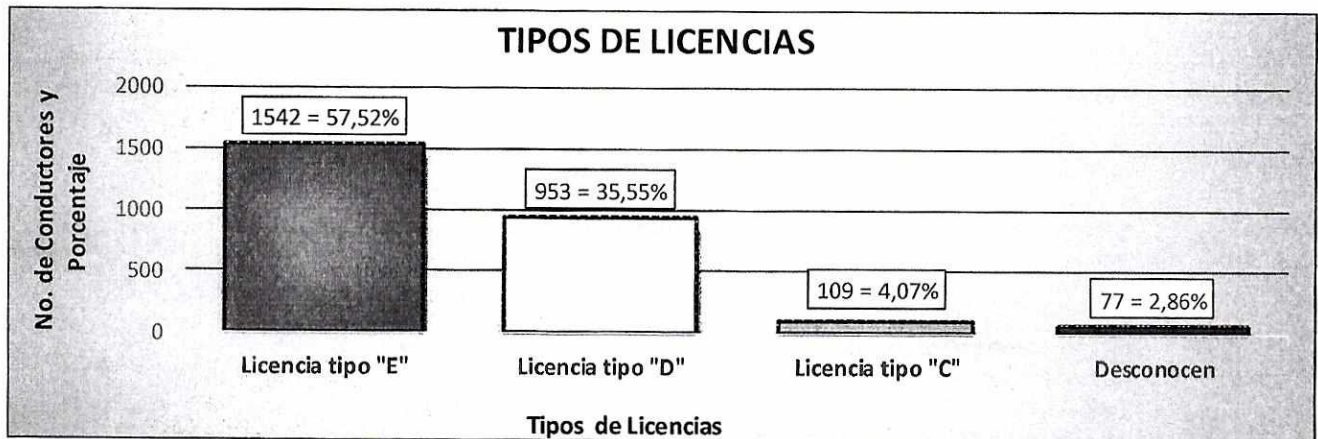 TIPOS DE LICENCIAS
No. de Conductores y
Porcentaje
2000
1500
1000
500
0
1542 = 57,52%
953 = 35,55%
109 = 4,07%
77 = 2,86%
Licencia tipo "E"
Licencia tipo "D"
Licencia tipo "C"
Desconocen
Tipos de Licencias